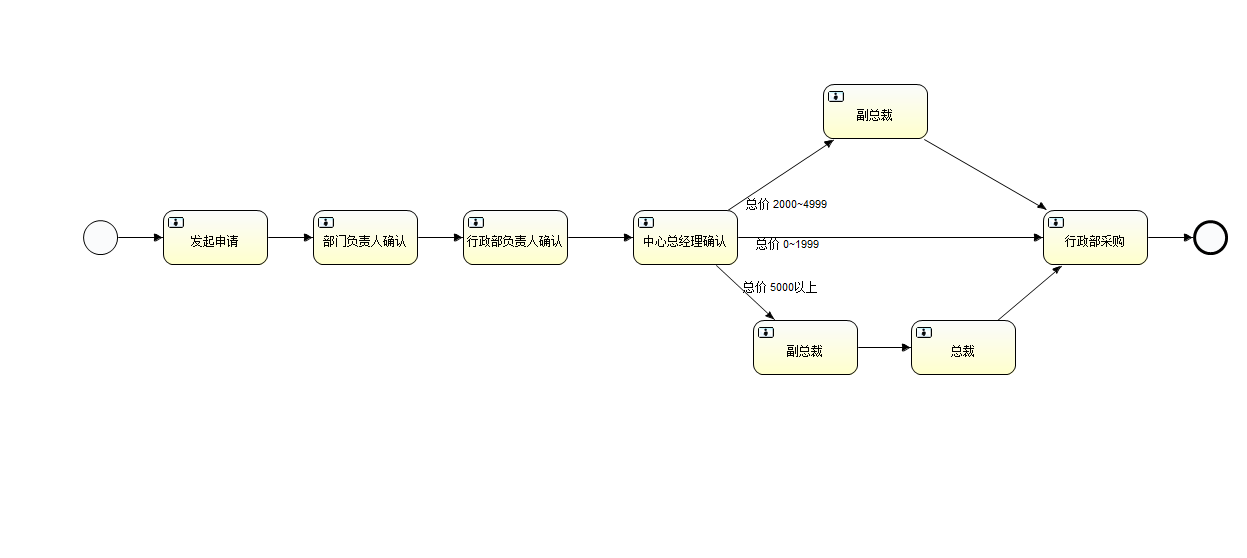 副总裁
总价 2000~4999
发起申请
部门负责人确认
行政部负责人确认
中心总经理确认
总价 0~1999
行政部采购
总价 5000以上
副总裁
总裁